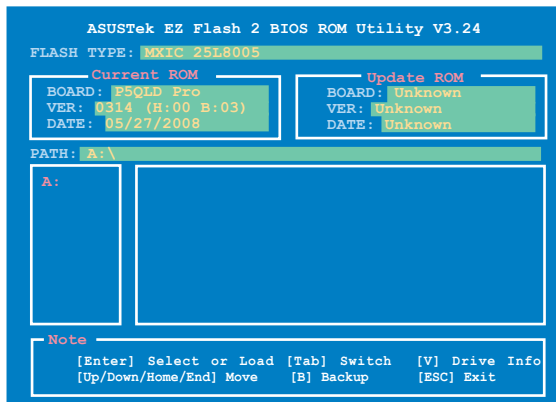 ASUSTek EZ Flash 2 BIOS ROM Utility V3.24
FLASH TYPE: MXIC 25L8005
Current ROM
BOARD: P5QLD Pro
VER: 0314 (H:00 B:03)
DATE: 05/27/2008
Update ROM
BOARD: Unknown
VER: Unknown
DATE: Unknown
PATH: A:\
A:
Note
[Enter] Select or Load [Tab] Switch [V] Drive Info
[Up/Down/Home/End] Move [B] Backup [ESC] Exit